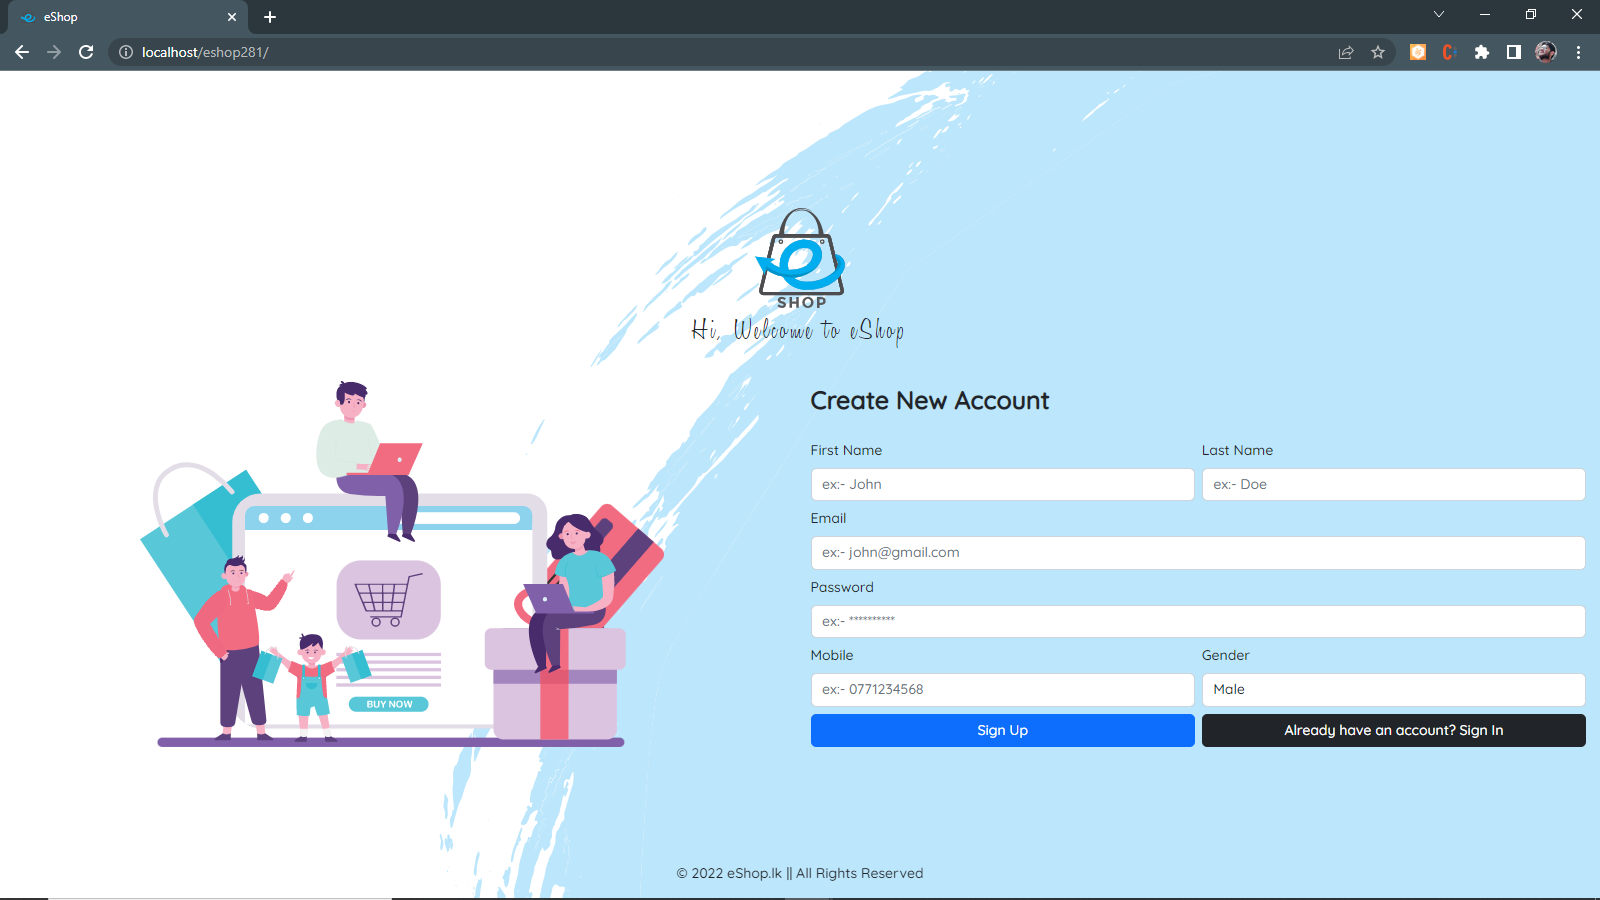 eShop
localhost/eshop281/
SHOP
Hi, Welcome to eShop
Create New Account
First Name
Last Name
ex:- John
ex:- Doe
Email
ex:- john@gmail.com
Password
ex:- **********
Mobile
Gender
ex:- 0771234568
Male
Sign Up
Already have an account? Sign In
BUY NOW
© 2022 eShop.lk || All Rights Reserved